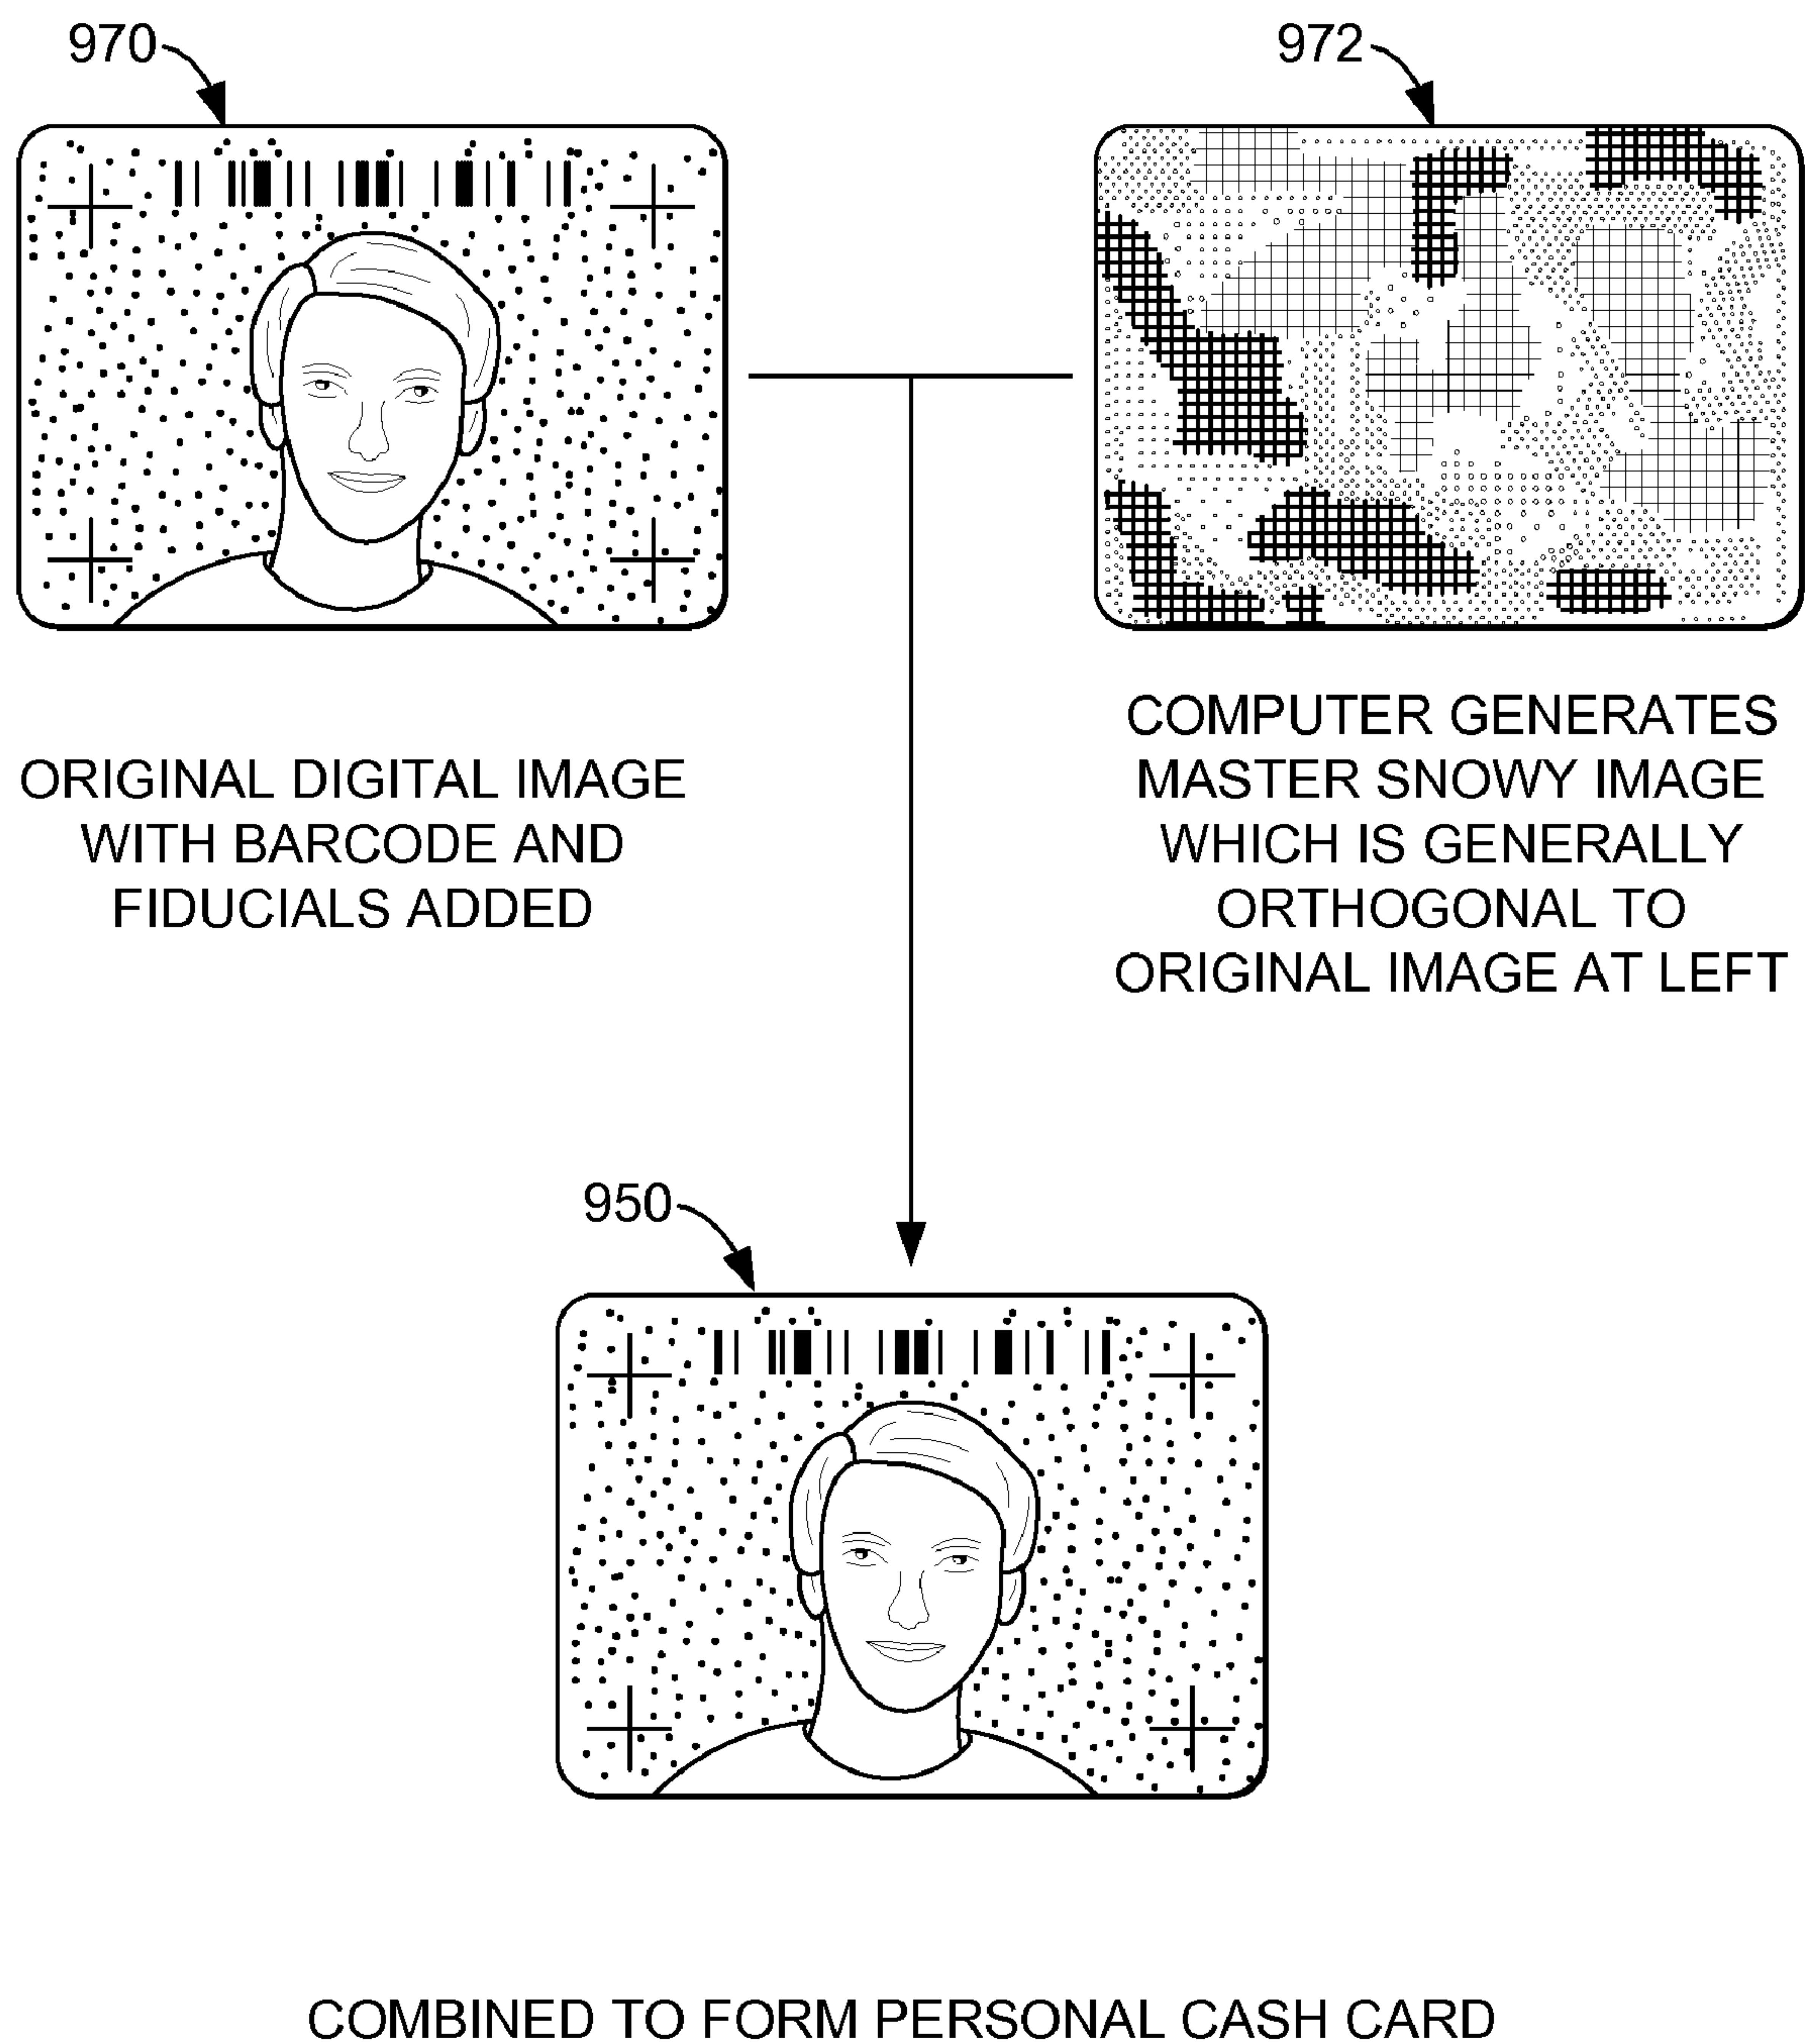 970
972
ORIGINAL DIGITAL IMAGE
WITH BARCODE AND
FIDUCIALS ADDED
COMPUTER GENERATES
MASTER SNOWY IMAGE
WHICH IS GENERALLY
ORTHOGONAL TO
ORIGINAL IMAGE AT LEFT
950
COMBINED TO FORM PERSONAL CASH CARD